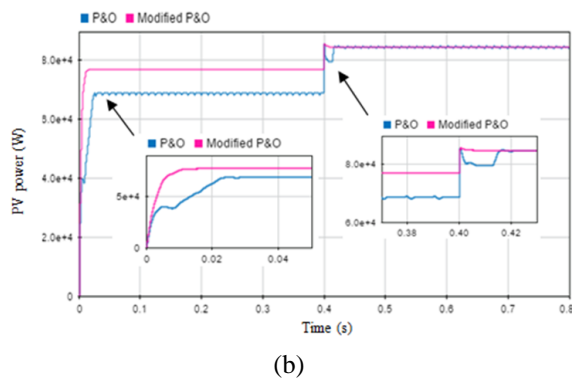 P&O Modified P&O
8.0e+4
6.0e+4
4.0e+4
2.0e+4
0
PV power (W)
P&O Modified P&O
5e+4
0
0 0.02 0.04
P&O Modified P&O
8.0e+4
6.0e+4
0.38 0.40 0.42
0 0.1 0.2 0.3 0.4 0.5 0.6 0.7 0.8
Time (s)
(b)